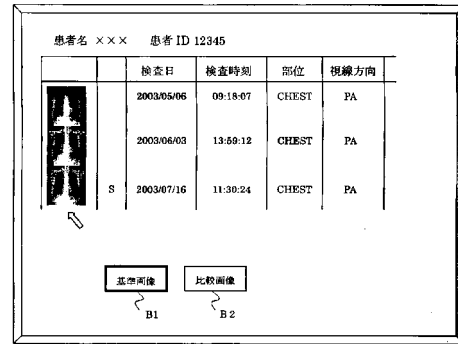 患者名 ××× 患者 ID 12345
検査日 検査時刻 部位 視線方向
2003/05/06 09:18:07 CHEST PA
2003/06/03 13:59:12 CHEST PA
S 2003/07/16 11:30:24 CHEST PA
基準画像 比較画像
B1 B2